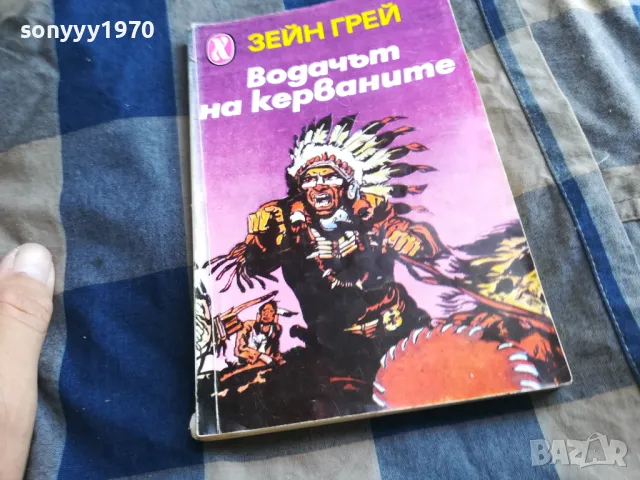 sonyyy1970
ЗЕЙН ГРЕЙ
Водачът
на керваните
BAZAR